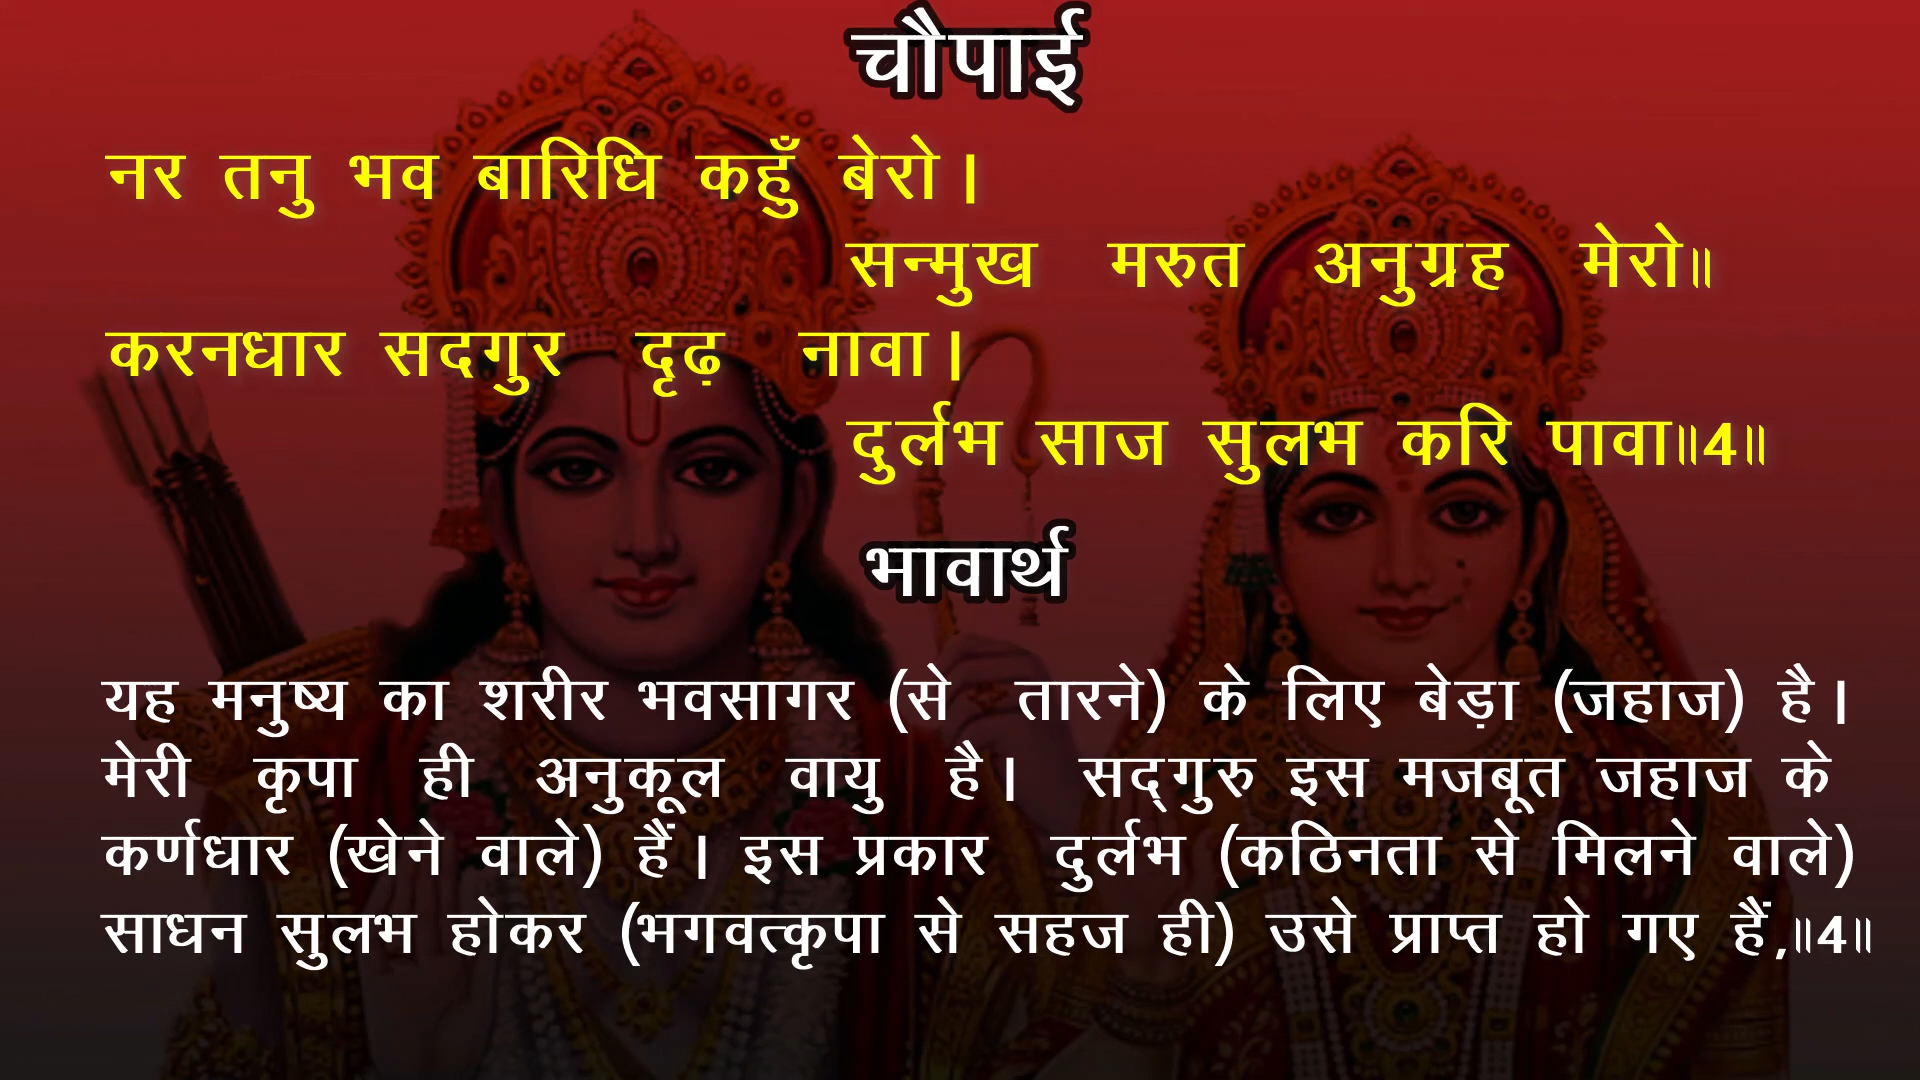 चौपाई
नर तनु भव बारिधि कहुँ बेरो।
सन्मुख मरुत अनुग्रह मेरो॥
करनधार सदगुर दृढ़ नावा।
दुर्लभ साज सुलभ करि पावा॥4॥
भावार्थ
यह मनुष्य का शरीर भवसागर (से तारने) के लिए बेड़ा (जहाज) है।
मेरी कृपा ही अनुकूल वायु है। सद्गुरु इस मजबूत जहाज के
कर्णधार (खेने वाले) हैं। इस प्रकार दुर्लभ (कठिनता से मिलने वाले)
साधन सुलभ होकर (भगवत्कृपा से सहज ही) उसे प्राप्त हो गए हैं,॥4॥